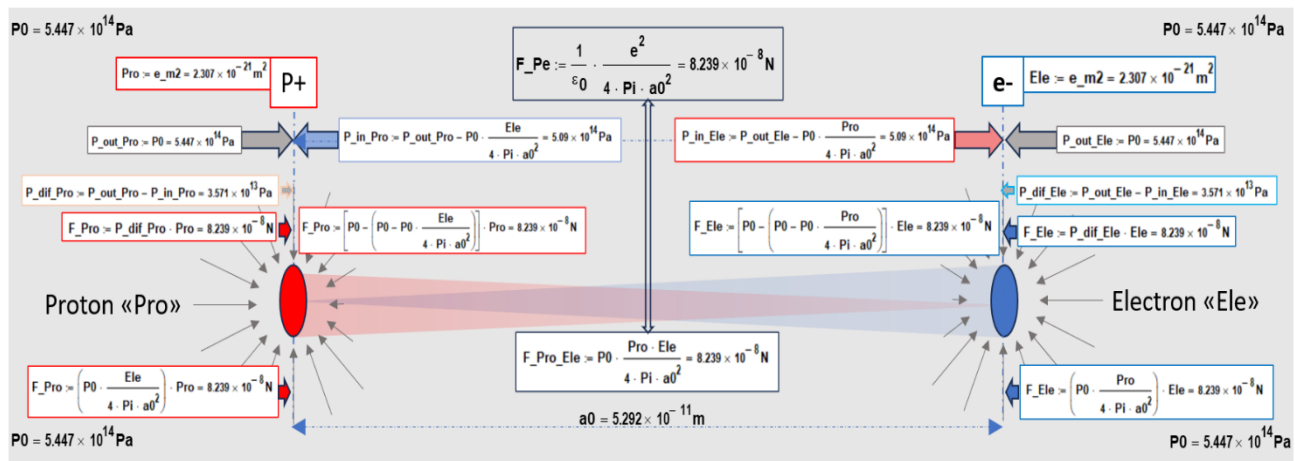 P0 = 5.447 × 10^14 Pa
P0 = 5.447 × 10^14 Pa
Pro := e_m2 = 2.307 × 10^-21 m^2
P+
F_Pe := 1/ε0 · e^2/(4 · Pi · a0^2) = 8.239 × 10^-8 N
e-
Ele := e_m2 = 2.307 × 10^-21 m^2
P_out_Pro := P0 = 5.447 × 10^14 Pa
P_in_Pro := P_out_Pro − P0 · Ele/(4 · Pi · a0^2) = 5.09 × 10^14 Pa
P_in_Ele := P_out_Ele − P0 · Pro/(4 · Pi · a0^2) = 5.09 × 10^14 Pa
P_out_Ele := P0 = 5.447 × 10^14 Pa
P_dif_Pro := P_out_Pro − P_in_Pro = 3.571 × 10^13 Pa
P_dif_Ele := P_out_Ele − P_in_Ele = 3.571 × 10^13 Pa
F_Pro := P_dif_Pro · Pro = 8.239 × 10^-8 N
F_Pro := [P0 − (P0 − P0 · Ele/(4 · Pi · a0^2))] · Pro = 8.239 × 10^-8 N
F_Ele := [P0 − (P0 − P0 · Pro/(4 · Pi · a0^2))] · Ele = 8.239 × 10^-8 N
F_Ele := P_dif_Ele · Ele = 8.239 × 10^-8 N
Proton «Pro»
Electron «Ele»
F_Pro := (P0 · Ele/(4 · Pi · a0^2)) · Pro = 8.239 × 10^-8 N
F_Pro_Ele := P0 · Pro · Ele/(4 · Pi · a0^2) = 8.239 × 10^-8 N
F_Ele := (P0 · Pro/(4 · Pi · a0^2)) · Ele = 8.239 × 10^-8 N
a0 = 5.292 × 10^-11 m
P0 = 5.447 × 10^14 Pa
P0 = 5.447 × 10^14 Pa